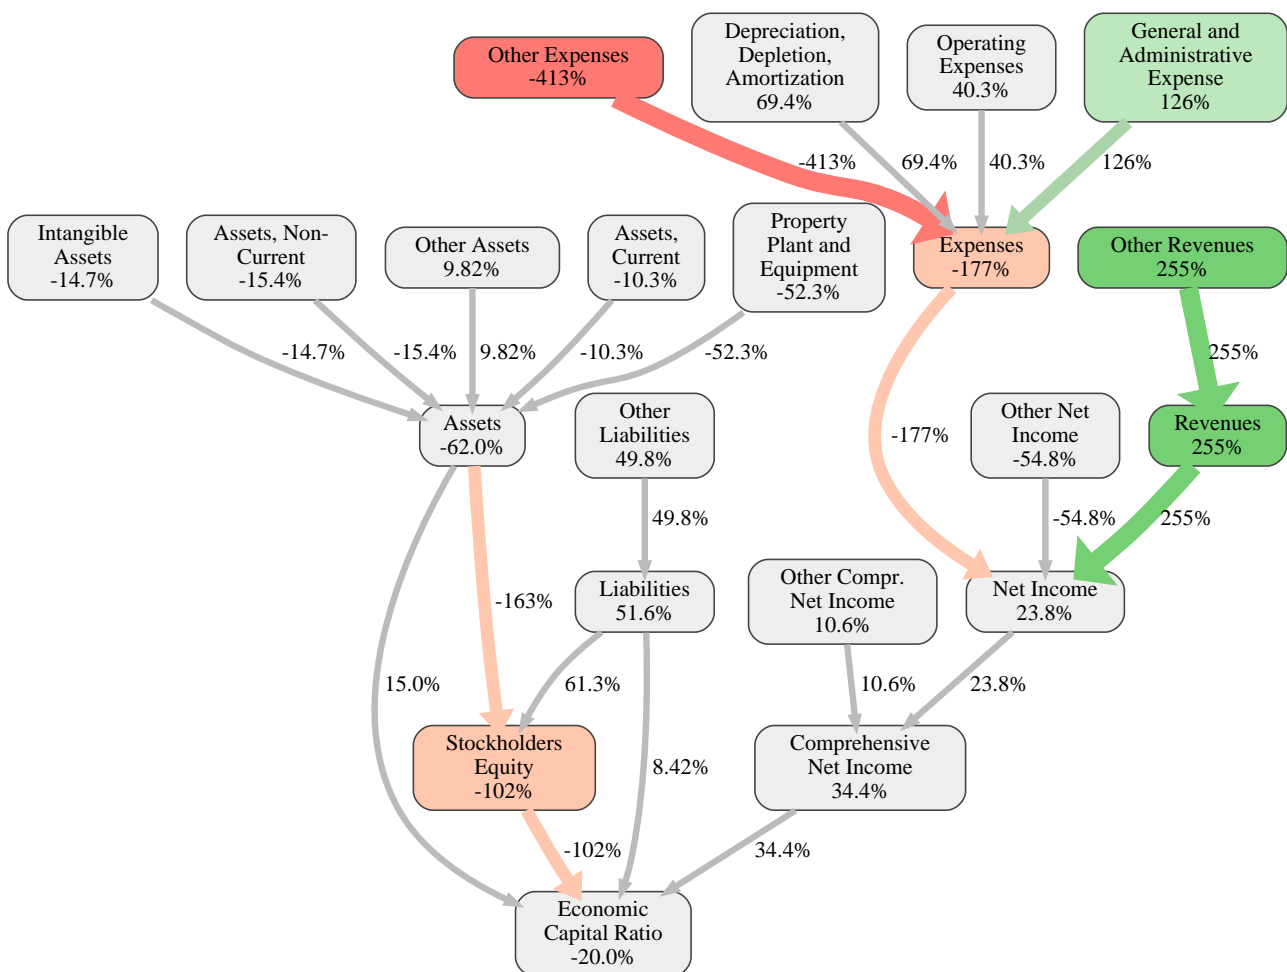 Other Expenses
-413%
Depreciation,
Depletion,
Amortization
69.4%
Operating
Expenses
40.3%
General and
Administrative
Expense
126%
-413%
69.4%
40.3%
126%
Intangible
Assets
-14.7%
Assets, Non-
Current
-15.4%
Other Assets
9.82%
Assets,
Current
-10.3%
Property
Plant and
Equipment
-52.3%
Expenses
-177%
Other Revenues
255%
-14.7%
-15.4%
9.82%
-10.3%
-52.3%
255%
Assets
-62.0%
Other
Liabilities
49.8%
-177%
Other Net
Income
-54.8%
Revenues
255%
49.8%
-54.8%
255%
-163%
Liabilities
51.6%
Other Compr.
Net Income
10.6%
Net Income
23.8%
15.0%
61.3%
10.6%
23.8%
Stockholders
Equity
-102%
8.42%
Comprehensive
Net Income
34.4%
-102%
34.4%
Economic
Capital Ratio
-20.0%